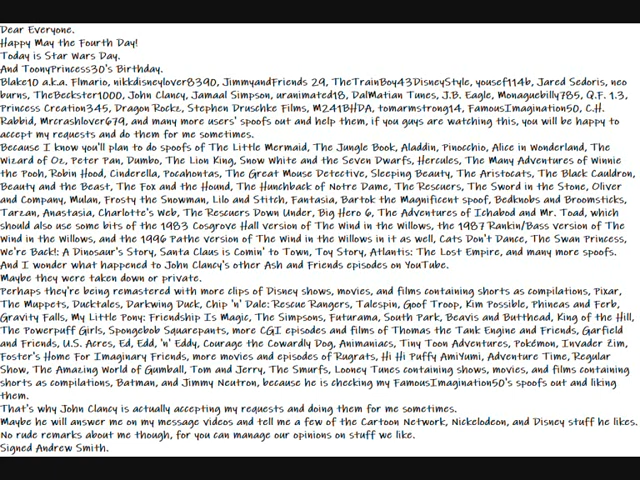 Dear Everyone.
Happy May the Fourth Day!
Today is Star Wars Day.
And ToonyPrincess30's Birthday.
Blake10 a.k.a. F1mario, nikkdisneylover8390, JimmyandFriends 29, TheTrainBoy43DisneyStyle, yousef114b, Jared Sedoris, neo
burns, TheBeckster1000, John Clancy, Jamaal Simpson, uranimated18, DalMatian Tunes, J.B. Eagle, Monaguebilly785, Q.F. 1.3,
Princess Creation345, Dragon Rockz, Stephen Druschke Films, M241BHDA, tomarmstrong14, FamousImagination50, C.H.
Rabbid, Mrcrashlover679, and many more users' spoofs out and help them, if you guys are watching this, you will be happy to
accept my requests and do them for me sometimes.
Because I know you'll plan to do spoofs of The Little Mermaid, The Jungle Book, Aladdin, Pinocchio, Alice in Wonderland, The
Wizard of Oz, Peter Pan, Dumbo, The Lion King, Snow White and the Seven Dwarfs, Hercules, The Many Adventures of Winnie
the Pooh, Robin Hood, Cinderella, Pocahontas, The Great Mouse Detective, Sleeping Beauty, The Aristocats, The Black Cauldron,
Beauty and the Beast, The Fox and the Hound, The Hunchback of Notre Dame, The Rescuers, The Sword in the Stone, Oliver
and Company, Mulan, Frosty the Snowman, Lilo and Stitch, Fantasia, Bartok the Magnificent spoof, Bedknobs and Broomsticks,
Tarzan, Anastasia, Charlotte's Web, The Rescuers Down Under, Big Hero 6, The Adventures of Ichabod and Mr. Toad, which
should also use some bits of the 1983 Cosgrove Hall version of The Wind in the Willows, the 1987 Rankin/Bass version of The
Wind in the Willows, and the 1996 Pathe version of The Wind in the Willows in it as well, Cats Don't Dance, The Swan Princess,
We're Back!: A Dinosaur's Story, Santa Claus is Comin' to Town, Toy Story, Atlantis: The Lost Empire, and many more spoofs.
And I wonder what happened to John Clancy's other Ash and Friends episodes on YouTube.
Maybe they were taken down or private.
Perhaps they're being remastered with more clips of Disney shows, movies, and films containing shorts as compilations, Pixar,
The Muppets, Ducktales, Darkwing Duck, Chip 'n' Dale: Rescue Rangers, Talespin, Goof Troop, Kim Possible, Phineas and Ferb,
Gravity Falls, My Little Pony: Friendship Is Magic, The Simpsons, Futurama, South Park, Beavis and Butthead, King of the Hill,
The Powerpuff Girls, Spongebob Squarepants, more CGI episodes and films of Thomas the Tank Engine and Friends, Garfield
and Friends, U.S. Acres, Ed, Edd, 'n' Eddy, Courage the Cowardly Dog, Animaniacs, Tiny Toon Adventures, Pokémon, Invader Zim,
Foster's Home For Imaginary Friends, more movies and episodes of Rugrats, Hi Hi Puffy AmiYumi, Adventure Time, Regular
Show, The Amazing World of Gumball, Tom and Jerry, The Smurfs, Looney Tunes containing shows, movies, and films containing
shorts as compilations, Batman, and Jimmy Neutron, because he is checking my FamousImagination50's spoofs out and liking
them.
That's why John Clancy is actually accepting my requests and doing them for me sometimes.
Maybe he will answer me on my message videos and tell me a few of the Cartoon Network, Nickelodeon, and Disney stuff he likes.
No rude remarks about me though, for you can manage our opinions on stuff we like.
Signed Andrew Smith.